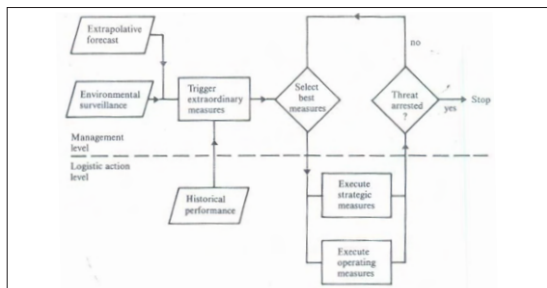 Extrapolative
forecast
no
Environmental
surveillance
Trigger
extraordinary
measures
Select
best
measures
Threat
arrested
?
yes
Stop
Management
level
Logistic action
level
Historical
performance
Execute
strategic
measures
Execute
operating
measures